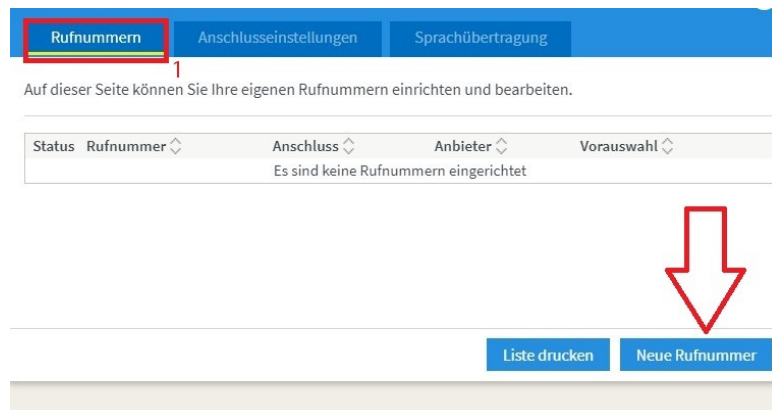 Rufnummern Anschlusseinstellungen Sprachübertragung
1
Auf dieser Seite können Sie Ihre eigenen Rufnummern einrichten und bearbeiten.
Status Rufnummer Anschluss Anbieter Vorauswahl
Es sind keine Rufnummern eingerichtet
Liste drucken Neue Rufnummer